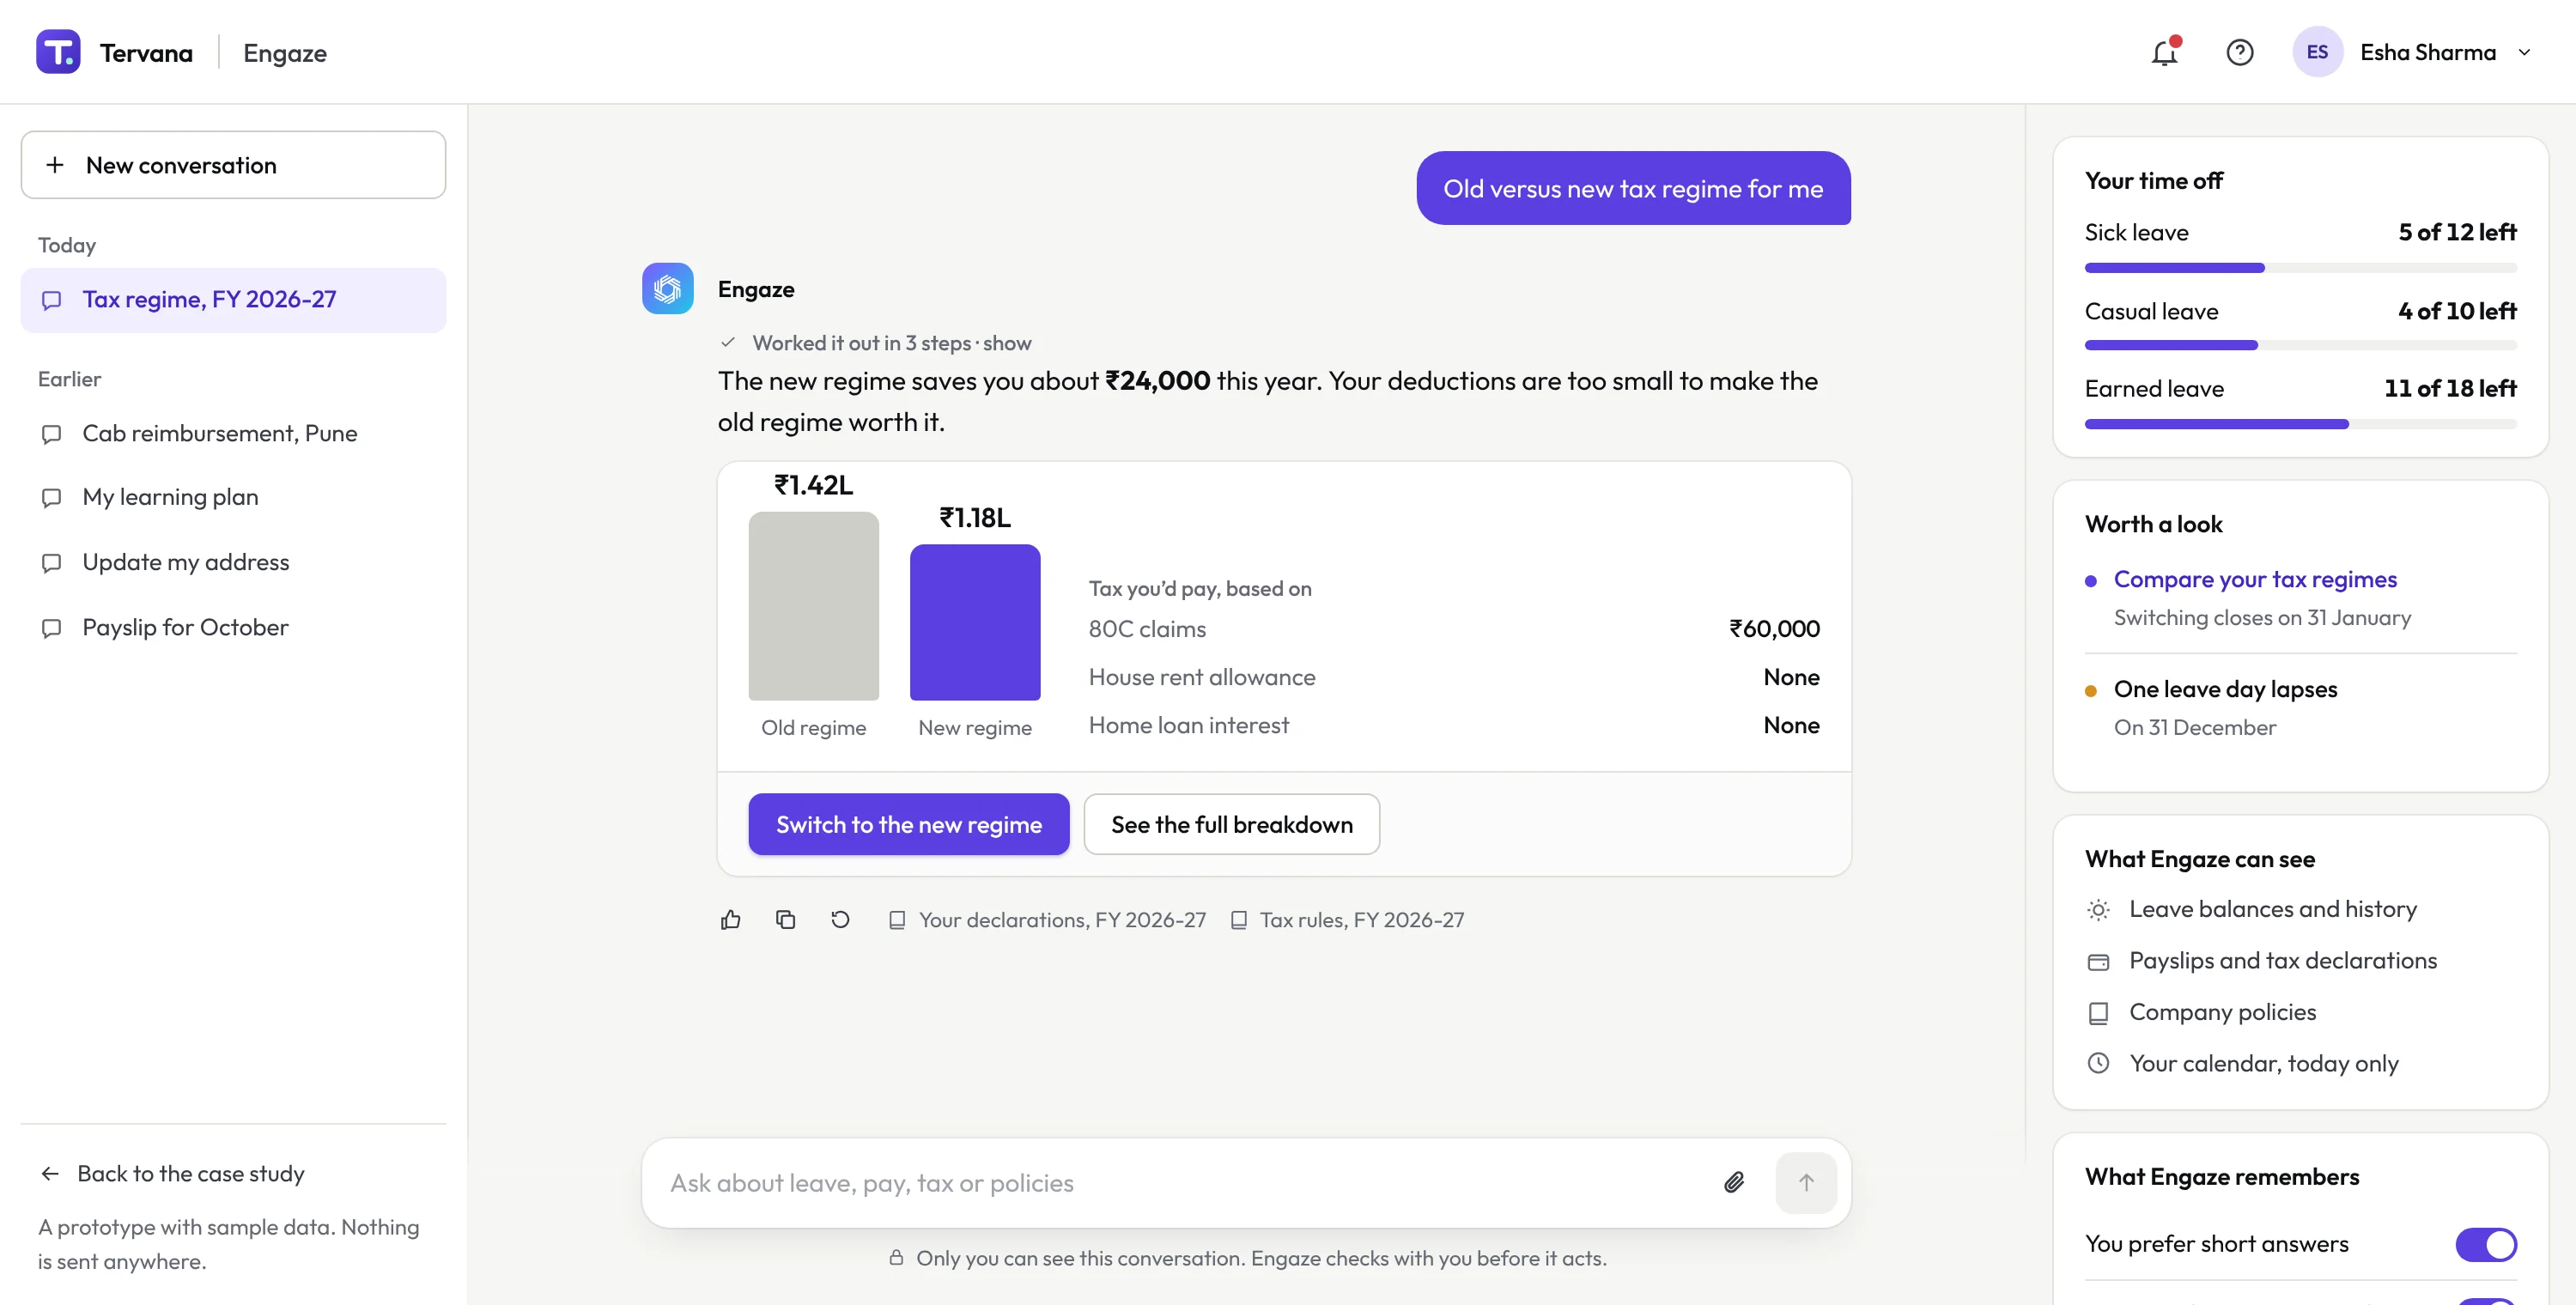 Tervana
Engaze
ES
Esha Sharma
New conversation
Today
Tax regime, FY 2026-27
Earlier
Cab reimbursement, Pune
My learning plan
Update my address
Payslip for October
Back to the case study
A prototype with sample data. Nothing
is sent anywhere.
Old versus new tax regime for me
Engaze
Worked it out in 3 steps · show
The new regime saves you about ₹24,000 this year. Your deductions are too small to make the
old regime worth it.
₹1.42L
₹1.18L
Old regime
New regime
Tax you’d pay, based on
80C claims ₹60,000
House rent allowance None
Home loan interest None
Switch to the new regime
See the full breakdown
Your declarations, FY 2026-27
Tax rules, FY 2026-27
Ask about leave, pay, tax or policies
Only you can see this conversation. Engaze checks with you before it acts.
Your time off
Sick leave 5 of 12 left
Casual leave 4 of 10 left
Earned leave 11 of 18 left
Worth a look
Compare your tax regimes
Switching closes on 31 January
One leave day lapses
On 31 December
What Engaze can see
Leave balances and history
Payslips and tax declarations
Company policies
Your calendar, today only
What Engaze remembers
You prefer short answers